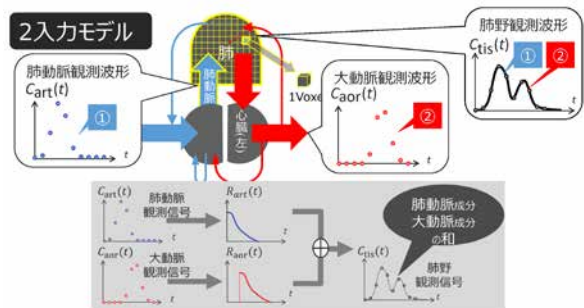 2入力モデル
肺動脈観測波形
Cart(t)
①
t
肺
肺動脈
心臓(左)
1Voxel
大動脈観測波形
Caor(t)
②
t
肺野観測波形
Ctis(t)
①
②
t
Cart(t)
肺動脈
観測信号
t
Rart(t)
t
Caor(t)
大動脈
観測信号
t
Raor(t)
t
肺動脈成分
大動脈成分
の和
Ctis(t)
肺野
観測信号
t